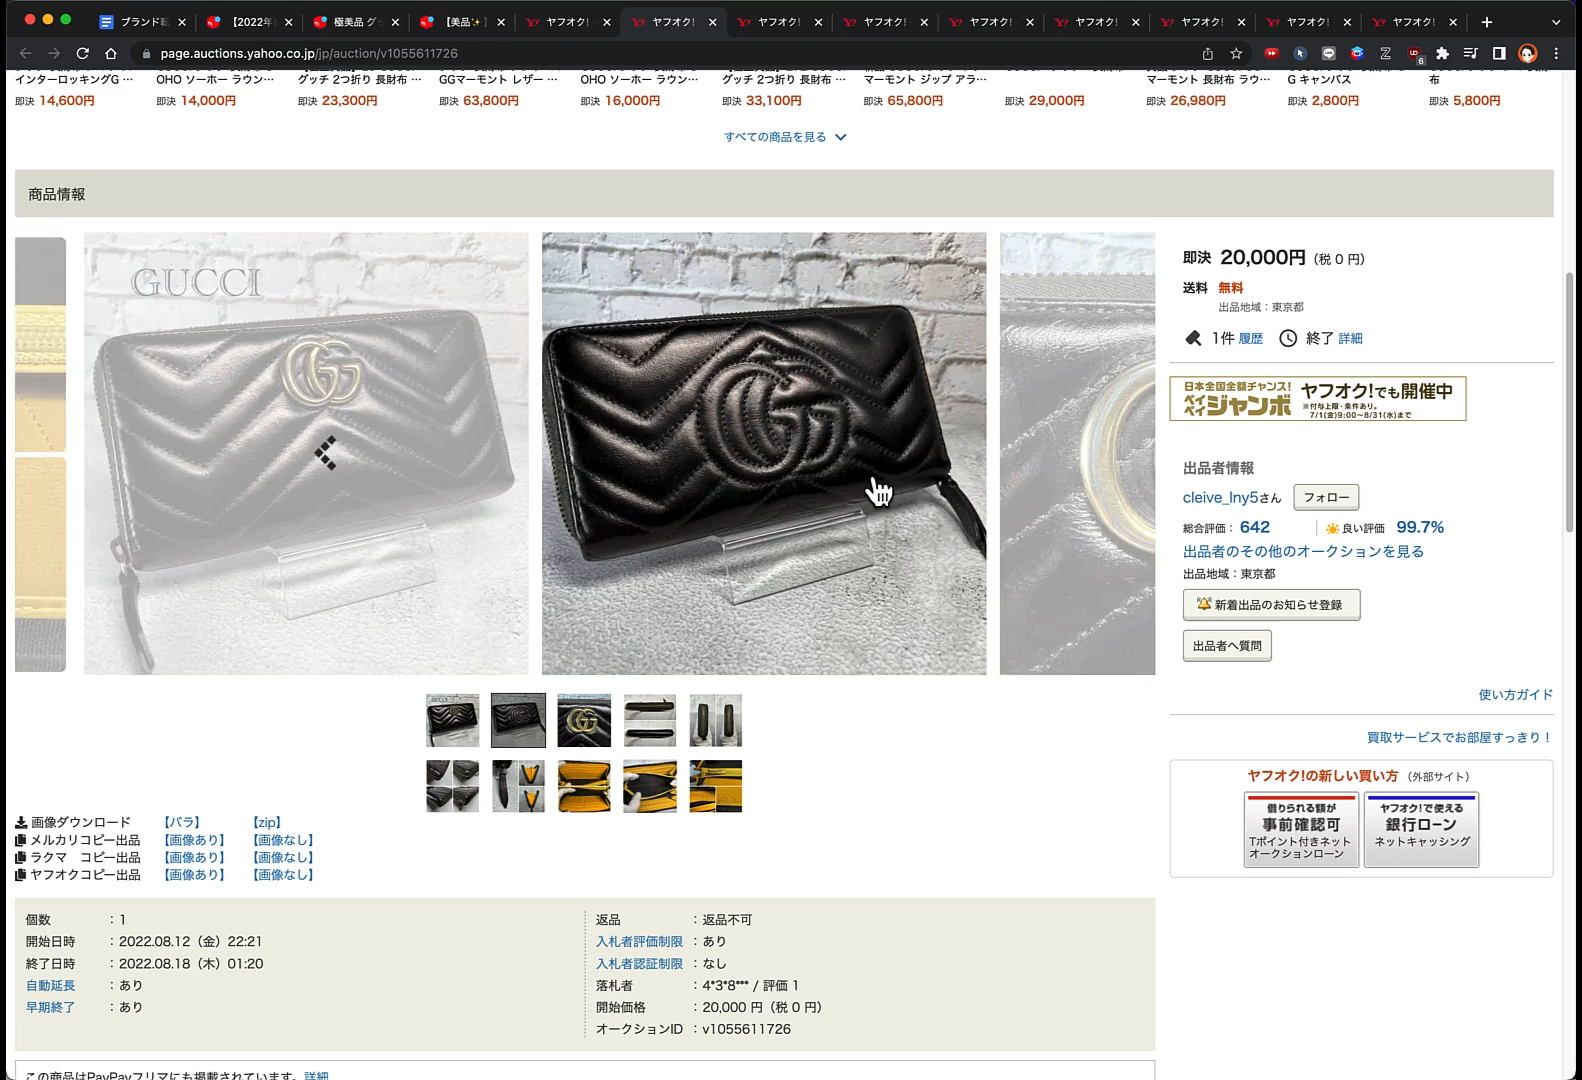 ブランド転
【2022年
極美品 グッ
【美品✨】
ヤフオク!
ヤフオク!
ヤフオク!
ヤフオク!
ヤフオク!
ヤフオク!
ヤフオク!
ヤフオク!
ヤフオク!
page.auctions.yahoo.co.jp/jp/auction/v1055611726
インターロッキングG …
OHO ソーホー ラウン…
グッチ 2つ折り 長財布 …
GGマーモント レザー …
OHO ソーホー ラウン…
グッチ 2つ折り 長財布 …
マーモント ジップ アラ…
マーモント 長財布 ラウ…
G キャンバス
布
即決 14,600円
即決 14,000円
即決 23,300円
即決 63,800円
即決 16,000円
即決 33,100円
即決 65,800円
即決 29,000円
即決 26,980円
即決 2,800円
即決 5,800円
すべての商品を見る
商品情報
GUCCI
即決 20,000円（税 0 円）
送料 無料
出品地域：東京都
1件 履歴 終了 詳細
日本全国全額チャンス!
ペイペイジャンボ
ヤフオク!でも開催中
※付与上限・条件あり。
7/1(金)9:00〜8/31(水)まで
出品者情報
cleive_lny5さん
フォロー
総合評価： 642
良い評価 99.7%
出品者のその他のオークションを見る
出品地域：東京都
新着出品のお知らせ登録
出品者へ質問
使い方ガイド
買取サービスでお部屋すっきり！
ヤフオク!の新しい買い方（外部サイト）
借りられる額が
事前確認可
Tポイント付きネット
オークションローン
ヤフオク!で使える
銀行ローン
ネットキャッシング
画像ダウンロード 【バラ】 【zip】
メルカリコピー出品 【画像あり】 【画像なし】
ラクマ　コピー出品 【画像あり】 【画像なし】
ヤフオクコピー出品 【画像あり】 【画像なし】
個数 ：1
開始日時 ：2022.08.12（金）22:21
終了日時 ：2022.08.18（木）01:20
自動延長 ：あり
早期終了 ：あり
返品 ：返品不可
入札者評価制限 ：あり
入札者認証制限 ：なし
落札者 ：4*3*8*** / 評価 1
開始価格 ：20,000 円（税 0 円）
オークションID ：v1055611726
この商品はPayPayフリマにも掲載されています。詳細